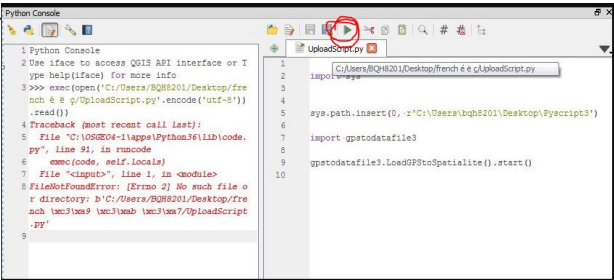 Python Console
1 Python Console
2 Use iface to access QGIS API interface or T
ype help(iface) for more info
3 >>> exec(open('C:/Users/BQH8201/Desktop/fre
nch é ë ç/UploadScript.py'.encode('utf-8'))
.read())
4 Traceback (most recent call last):
5   File "C:\OSGEO4~1\apps\Python36\lib\code.
py", line 91, in runcode
6     exec(code, self.locals)
7   File "<input>", line 1, in <module>
8 FileNotFoundError: [Errno 2] No such file o
r directory: b'C:/Users/BQH8201/Desktop/fre
nch \xc3\xa9 \xc3\xab \xc3\xa7/UploadScript
.py'
9
UploadScript.py
C:/Users/BQH8201/Desktop/french é ë ç/UploadScript.py
1
2 import sys
3
4
5 sys.path.insert(0, r'C:\Users\bqh8201\Desktop\Pyscript3')
6
7 import gpstodatafile3
8
9 gpstodatafile3.LoadGPStoSpatialite().start()
10